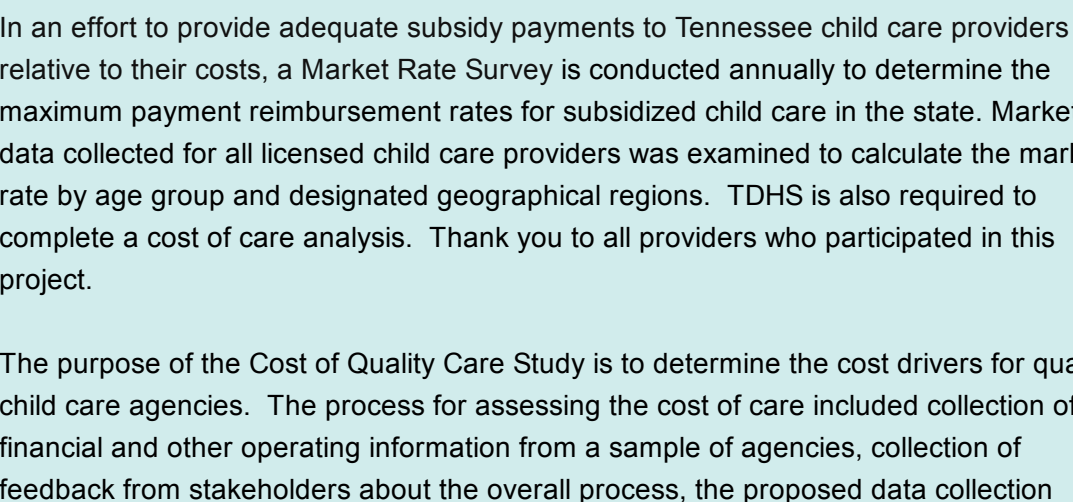 In an effort to provide adequate subsidy payments to Tennessee child care providers
relative to their costs, a Market Rate Survey is conducted annually to determine the
maximum payment reimbursement rates for subsidized child care in the state. Market
data collected for all licensed child care providers was examined to calculate the
rate by age group and designated geographical regions.  TDHS is also required to
complete a cost of care analysis.  Thank you to all providers who participated in this
project.
The purpose of the Cost of Quality Care Study is to determine the cost drivers for
child care agencies.  The process for assessing the cost of care included collection of
financial and other operating information from a sample of agencies, collection of
feedback from stakeholders about the overall process, the proposed data collection